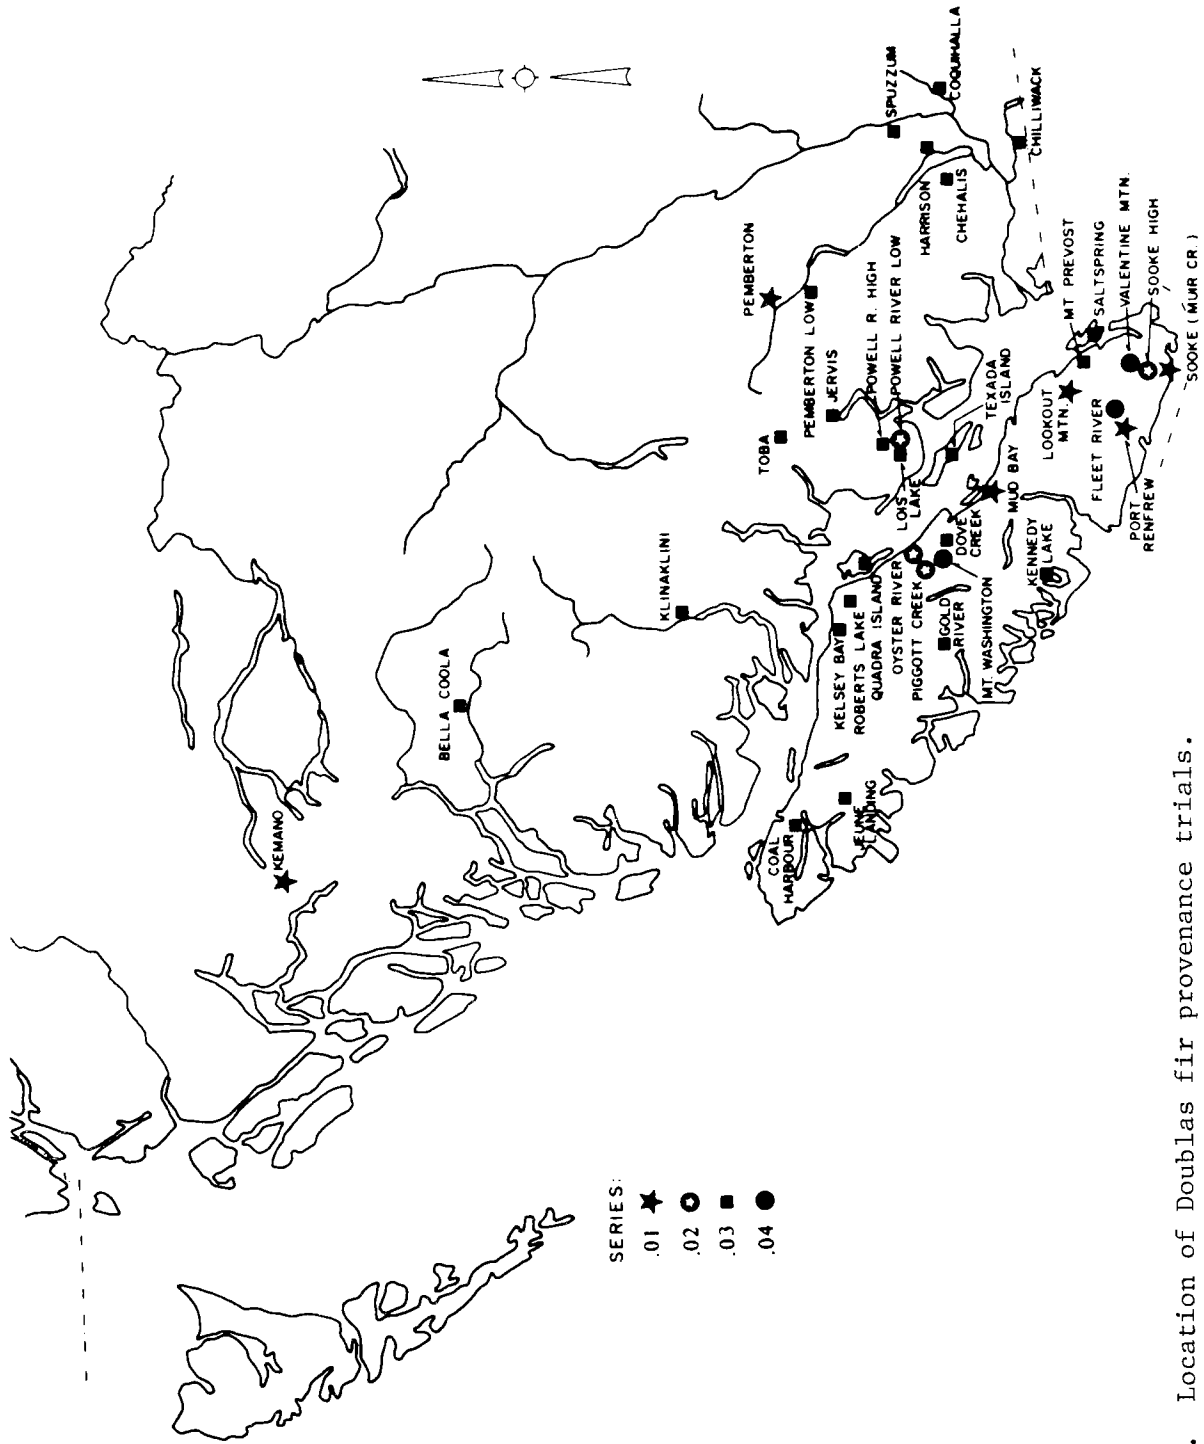 KEMANO
BELLA COOLA
KLINAKLINI
PEMBERTON
SPUZZUM
COQUIHALLA
PEMBERTON LOW
TOBA
JERVIS
POWELL R. HIGH
POWELL RIVER LOW
HARRISON
CHEHALIS
CHILLIWACK
LOIS
LAKE
TEXADA
ISLAND
COAL
HARBOUR
JEUNE
LANDING
KELSEY BAY
ROBERTS LAKE
QUADRA ISLAND
OYSTER RIVER
PIGGOTT CREEK
GOLD
RIVER
MT. WASHINGTON
DOVE
CREEK
MUD BAY
KENNEDY
LAKE
LOOKOUT
MTN.
FLEET RIVER
PORT
RENFREW
MT PREVOST
SALTSPRING
VALENTINE MTN.
SOOKE HIGH
SOOKE (MUIR CR.)
SERIES:
.01
.02
.03
.04
. Location of Doublas fir provenance trials.